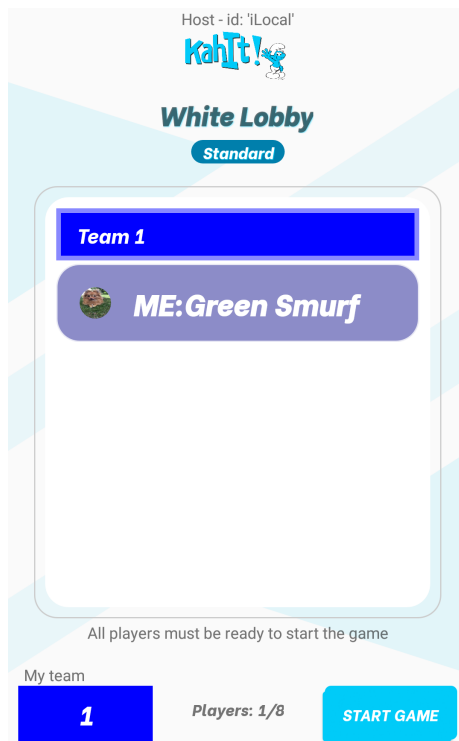 Host - id: 'iLocal'
KahIt!
White Lobby
Standard
Team 1
ME:Green Smurf
All players must be ready to start the game
My team
1
Players: 1/8
START GAME